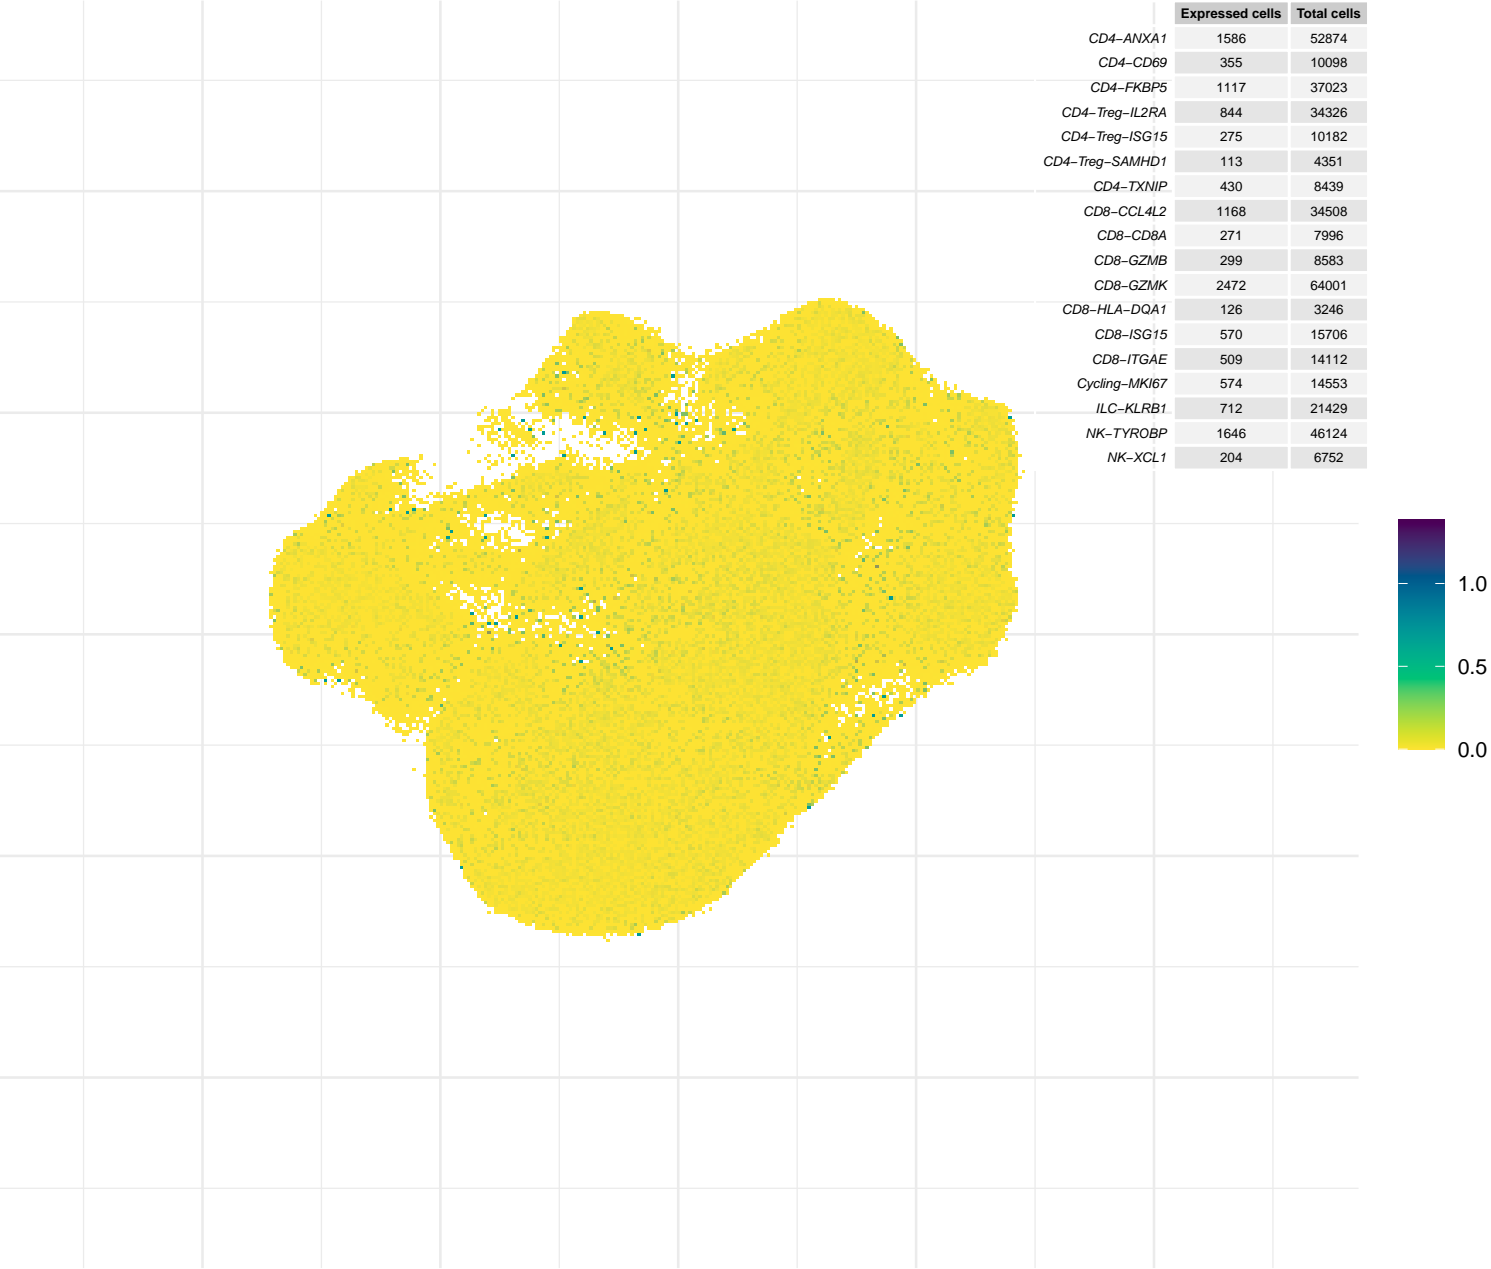 Expressed cells Total cells
CD4−ANXA1 1586 52874
CD4−CD69 355 10098
CD4−FKBP5 1117 37023
CD4−Treg−IL2RA 844 34326
CD4−Treg−ISG15 275 10182
CD4−Treg−SAMHD1 113 4351
CD4−TXNIP 430 8439
CD8−CCL4L2 1168 34508
CD8−CD8A 271 7996
CD8−GZMB 299 8583
CD8−GZMK 2472 64001
CD8−HLA−DQA1 126 3246
CD8−ISG15 570 15706
CD8−ITGAE 509 14112
Cycling−MKI67 574 14553
ILC−KLRB1 712 21429
NK−TYROBP 1646 46124
NK−XCL1 204 6752
1.0
0.5
0.0